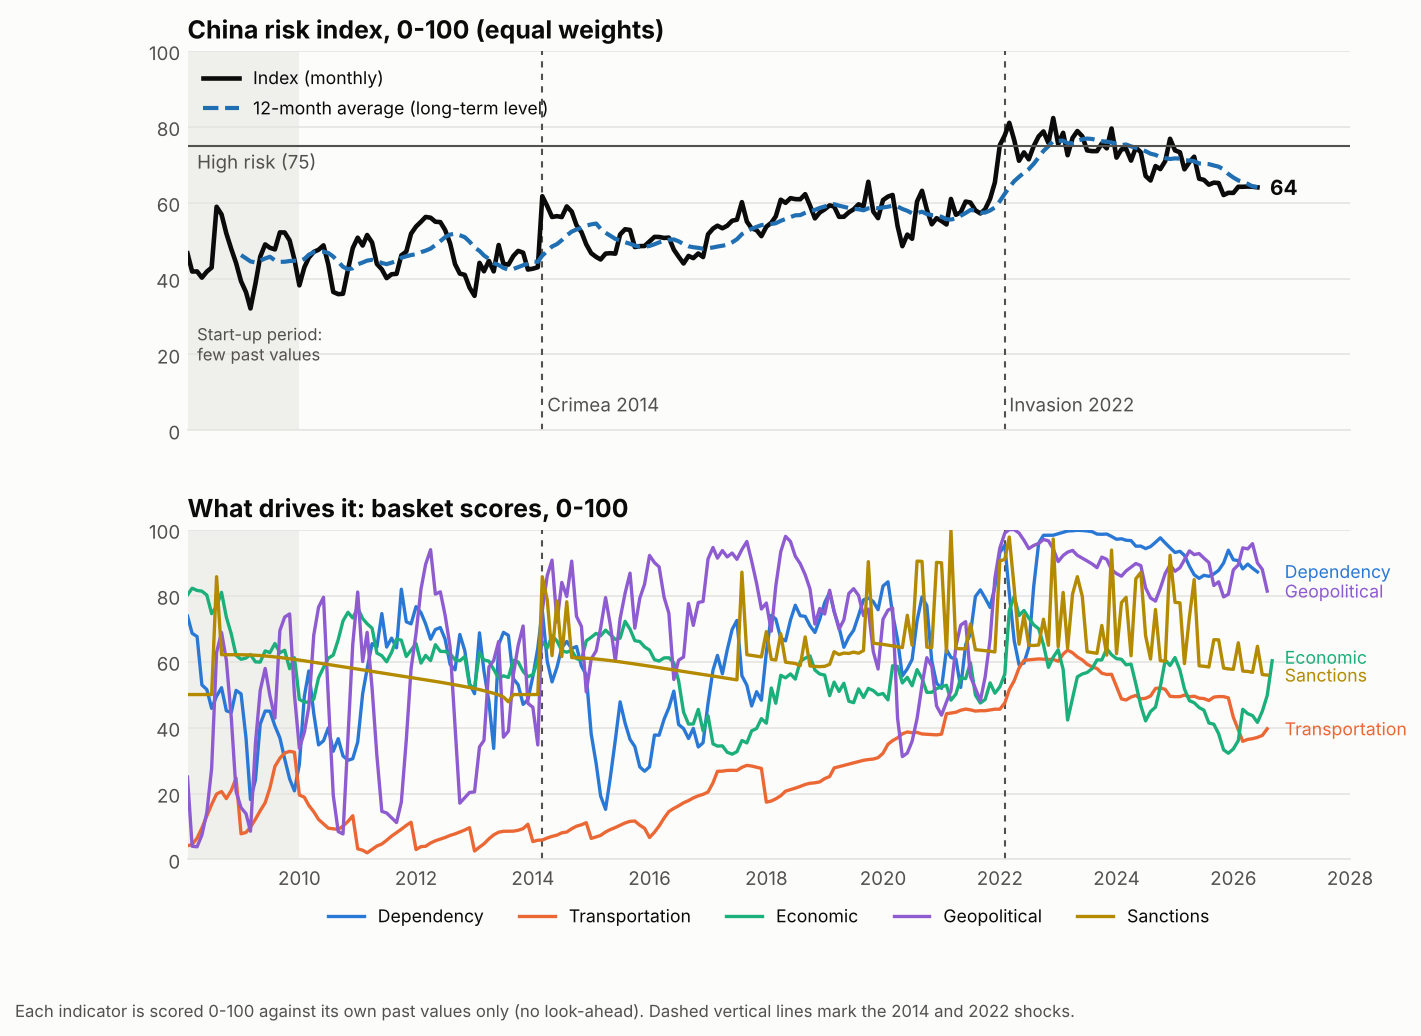 China risk index, 0-100 (equal weights)
100
Index (monthly)
12-month average (long-term level)
80
High risk (75)
60
64
40
Start-up period:
few past values
20
Crimea 2014
Invasion 2022
0
What drives it: basket scores, 0-100
100
80
60
40
20
0
Dependency
Geopolitical
Economic
Sanctions
Transportation
2010 2012 2014 2016 2018 2020 2022 2024 2026 2028
Dependency Transportation Economic Geopolitical Sanctions
Each indicator is scored 0-100 against its own past values only (no look-ahead). Dashed vertical lines mark the 2014 and 2022 shocks.